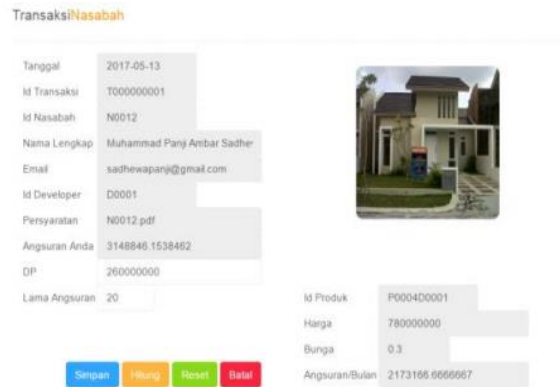 TransaksiNasabah
Tanggal 2017-05-13
Id Transaksi T000000001
Id Nasabah N0012
Nama Lengkap Muhammad Panji Ambar Sadhe
Email sadhewapanji@gmail.com
Id Developer D0001
Persyaratan N0012.pdf
Angsuran Anda 3148846.1538462
DP 260000000
Lama Angsuran 20
Simpan Hitung Reset Batal
Id Produk P0004D0001
Harga 780000000
Bunga 0.3
Angsuran/Bulan 2173166.6666667